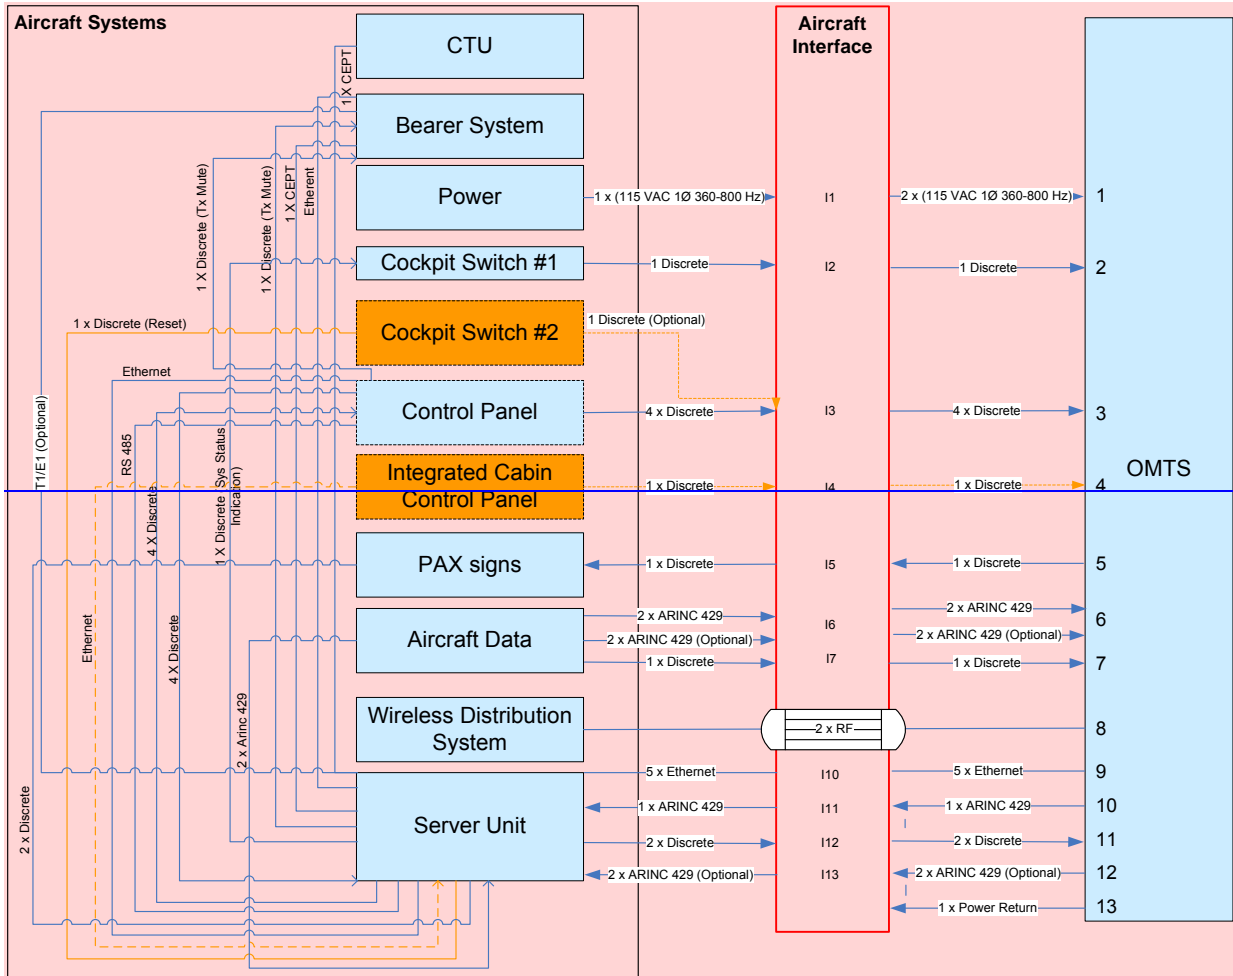 Aircraft Systems
Aircraft
Interface
CTU
Bearer System
Power
Cockpit Switch #1
Cockpit Switch #2
Control Panel
Integrated Cabin
Control Panel
PAX signs
Aircraft Data
Wireless Distribution
System
Server Unit
OMTS
1 X CEPT
1 X Discrete (Tx Mute)
1 X Discrete (Tx Mute)
1 X CEPT
Etherent
1 x Discrete (Reset)
Ethernet
T1/E1 (Optional)
RS 485
4 X Discrete
1 X Discrete Sys Status
Indication)
Ethernet
4 X Discrete
2 x Arinc 429
2 x Discrete
1 x (115 VAC 1Ø 360-800 Hz)
I1
2 x (115 VAC 1Ø 360-800 Hz)
1
1 Discrete
I2
1 Discrete
2
1 Discrete (Optional)
4 x Discrete
I3
4 x Discrete
3
1 x Discrete
I4
1 x Discrete
4
1 x Discrete
I5
1 x Discrete
5
2 x ARINC 429
2 x ARINC 429
I6
6
2 x ARINC 429 (Optional)
2 x ARINC 429 (Optional)
1 x Discrete
I7
1 x Discrete
7
2 x RF
8
5 x Ethernet
I10
5 x Ethernet
9
1 x ARINC 429
I11
1 x ARINC 429
10
2 x Discrete
I12
2 x Discrete
11
2 x ARINC 429 (Optional)
I13
2 x ARINC 429 (Optional)
12
1 x Power Return
13